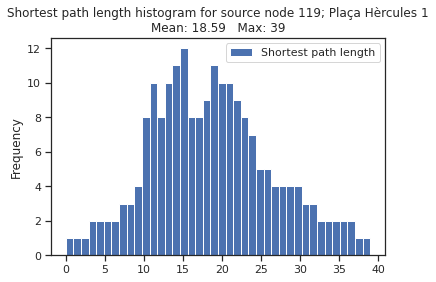 Shortest path length histogram for source node 119; Plaça Hèrcules 1
Mean: 18.59   Max: 39
Shortest path length
Frequency
12
10
8
6
4
2
0
0 5 10 15 20 25 30 35 40